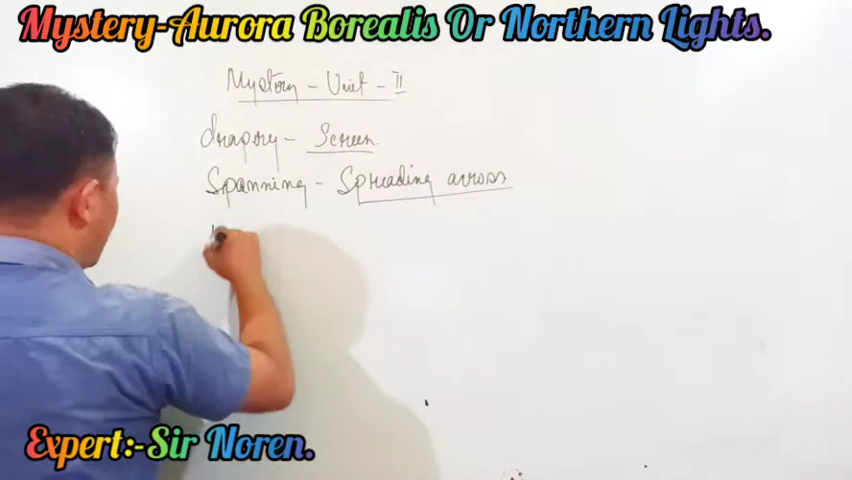 Mystery-Aurora Borealis Or Northern Lights.
Mystery - Unit - II
Drapery - Screen.
Spanning - Spreading across
Expert:-Sir Noren.